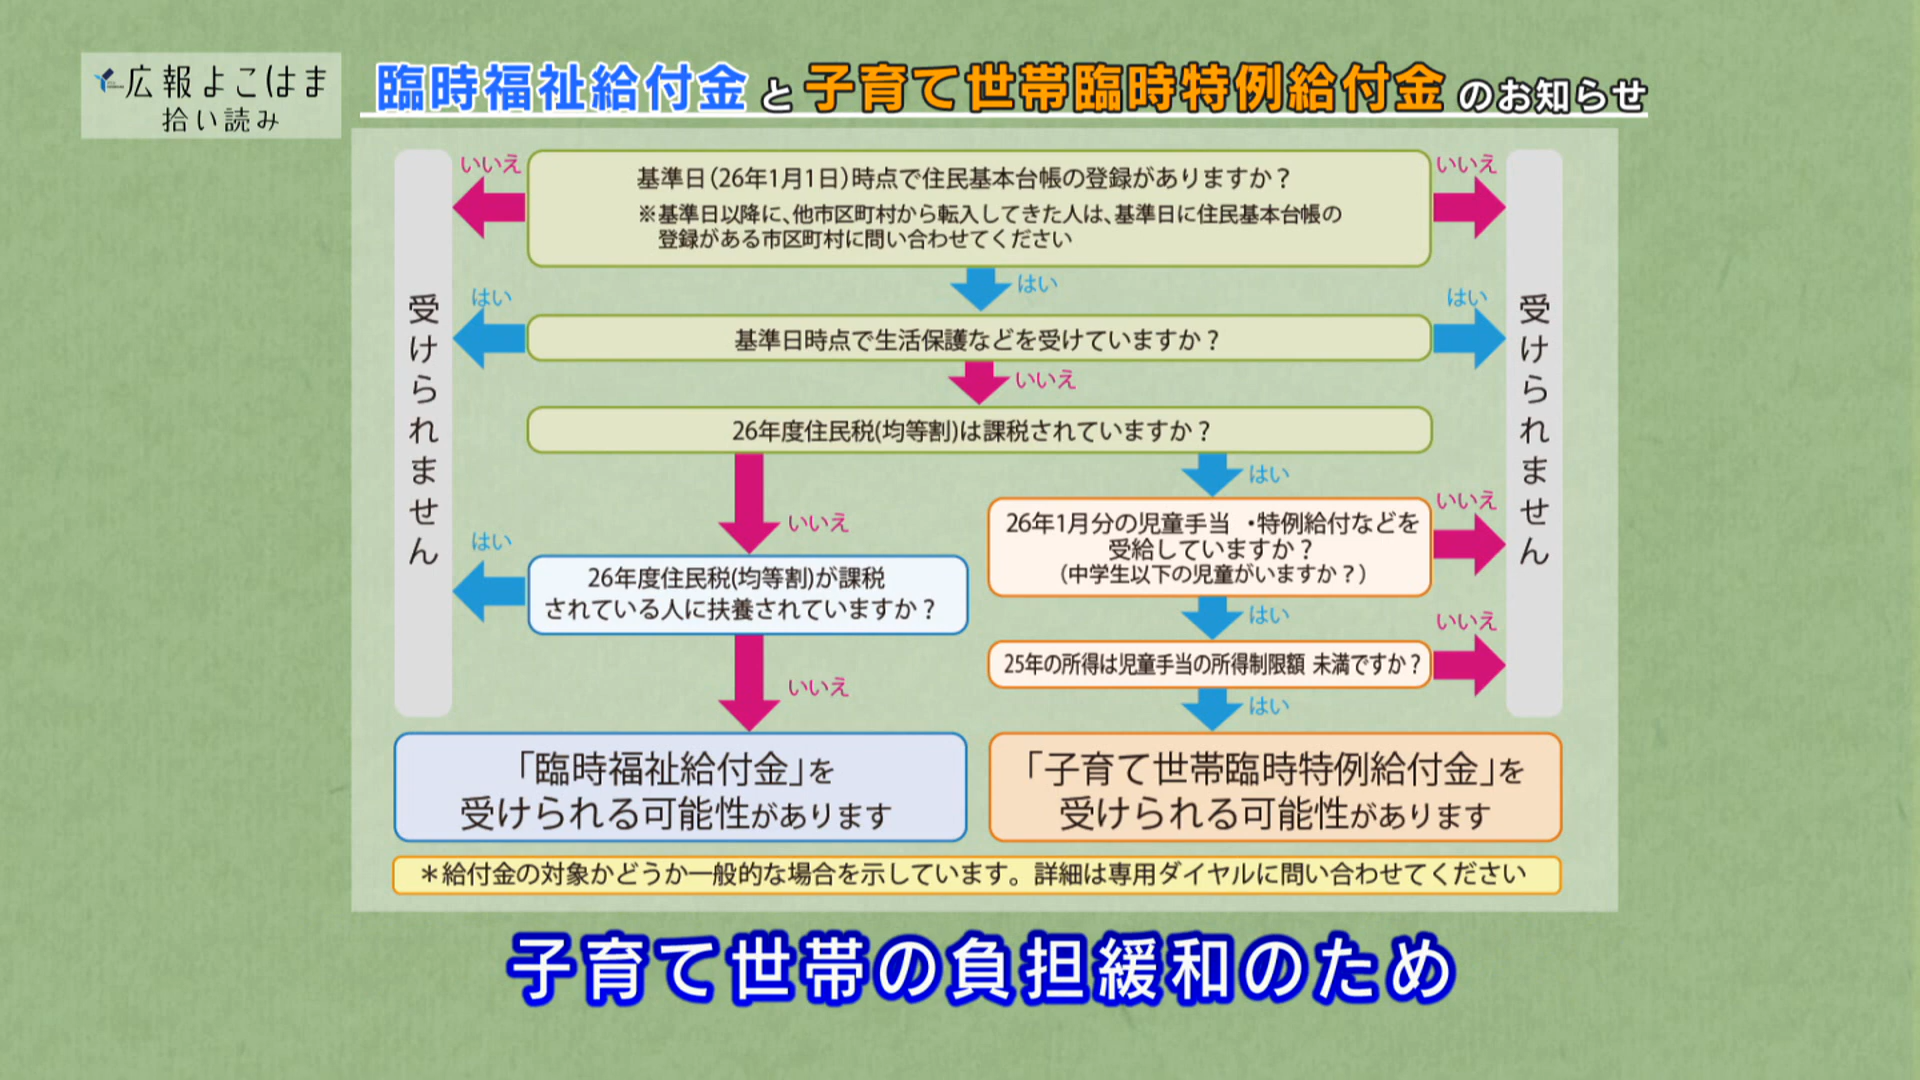 広報よこはま
拾い読み
臨時福祉給付金と子育て世帯臨時特例給付金のお知らせ
いいえ
基準日(26年1月1日)時点で住民基本台帳の登録がありますか？
※基準日以降に、他市区町村から転入してきた人は、基準日に住民基本台帳の
登録がある市区町村に問い合わせてください
いいえ
はい
はい
基準日時点で生活保護などを受けていますか？
はい
いいえ
26年度住民税(均等割)は課税されていますか？
受けられません
受けられません
はい
いいえ
26年1月分の児童手当 ・特例給付などを
受給していますか？
(中学生以下の児童がいますか？)
いいえ
はい
26年度住民税(均等割)が課税
されている人に扶養されていますか？
はい
いいえ
25年の所得は児童手当の所得制限額 未満ですか？
いいえ
はい
「臨時福祉給付金」を
受けられる可能性があります
「子育て世帯臨時特例給付金」を
受けられる可能性があります
＊給付金の対象かどうか一般的な場合を示しています。詳細は専用ダイヤルに問い合わせてください
子育て世帯の負担緩和のため